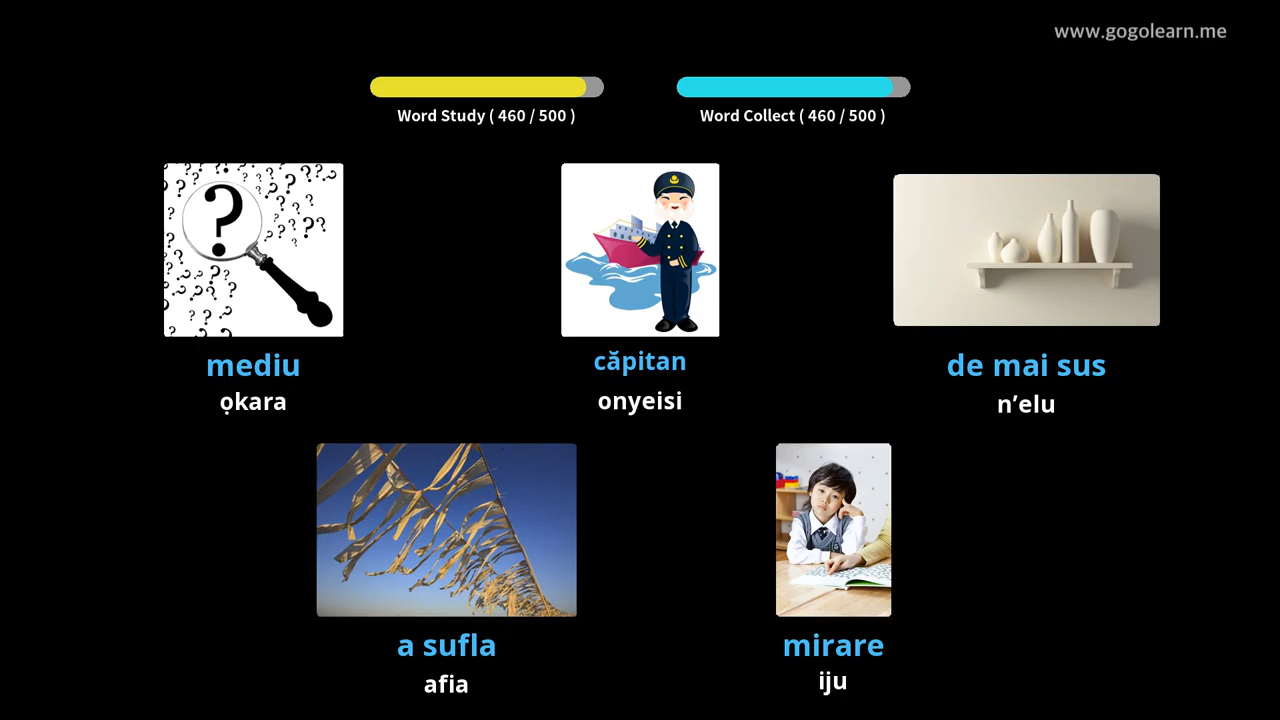 www.gogolearn.me
Word Study ( 460 / 500 )
Word Collect ( 460 / 500 )
mediu
ọkara
căpitan
onyeisi
de mai sus
n’elu
a sufla
afia
mirare
iju